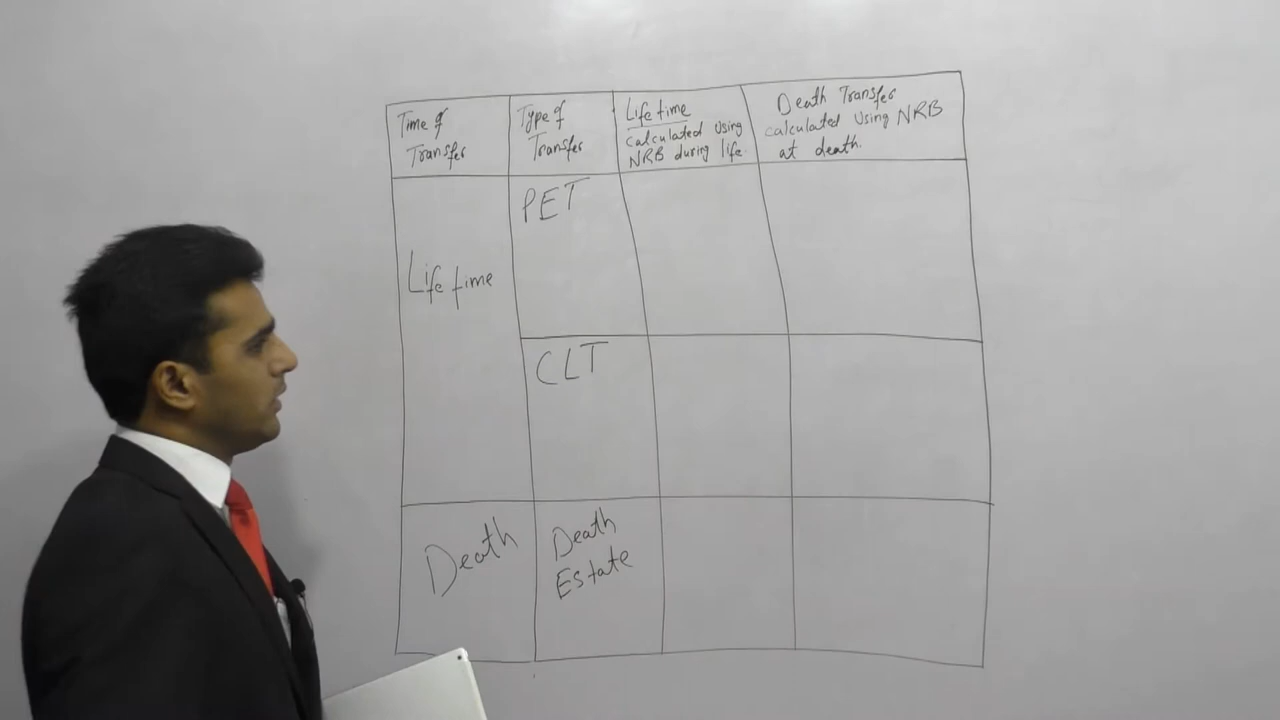 Time of
Transfer
Type of
Transfer
Life time
calculated using
NRB during life.
Death Transfer
calculated using NRB
at death.
Life time
PET
CLT
Death
Death
Estate